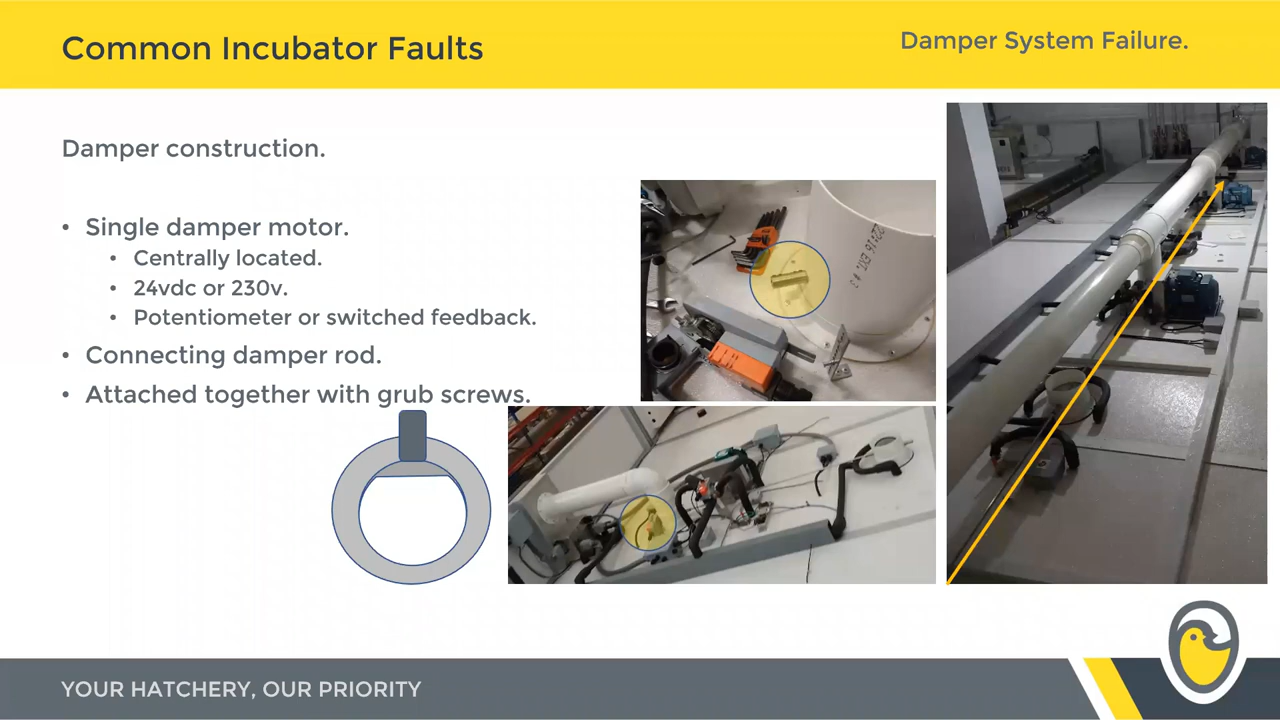 Common Incubator Faults
Damper System Failure.
Damper construction.
• Single damper motor.
• Centrally located.
• 24vdc or 230v.
• Potentiometer or switched feedback.
• Connecting damper rod.
• Attached together with grub screws.
YOUR HATCHERY, OUR PRIORITY